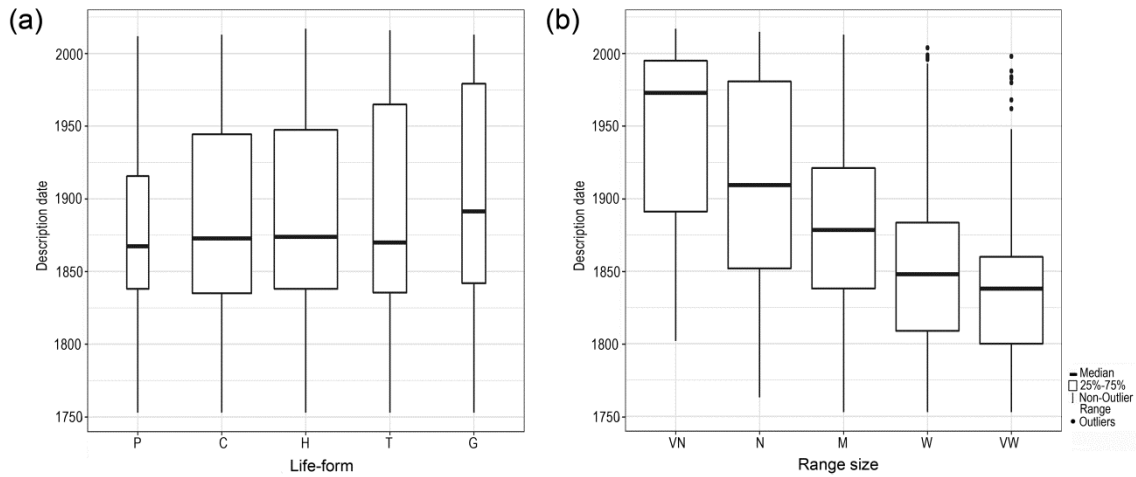 (a)
Description date
2000
1950
1900
1850
1800
1750
P C H T G
Life-form
(b)
Description date
2000
1950
1900
1850
1800
1750
VN N M W VW
Range size
Median
25%-75%
Non-Outlier
Range
Outliers